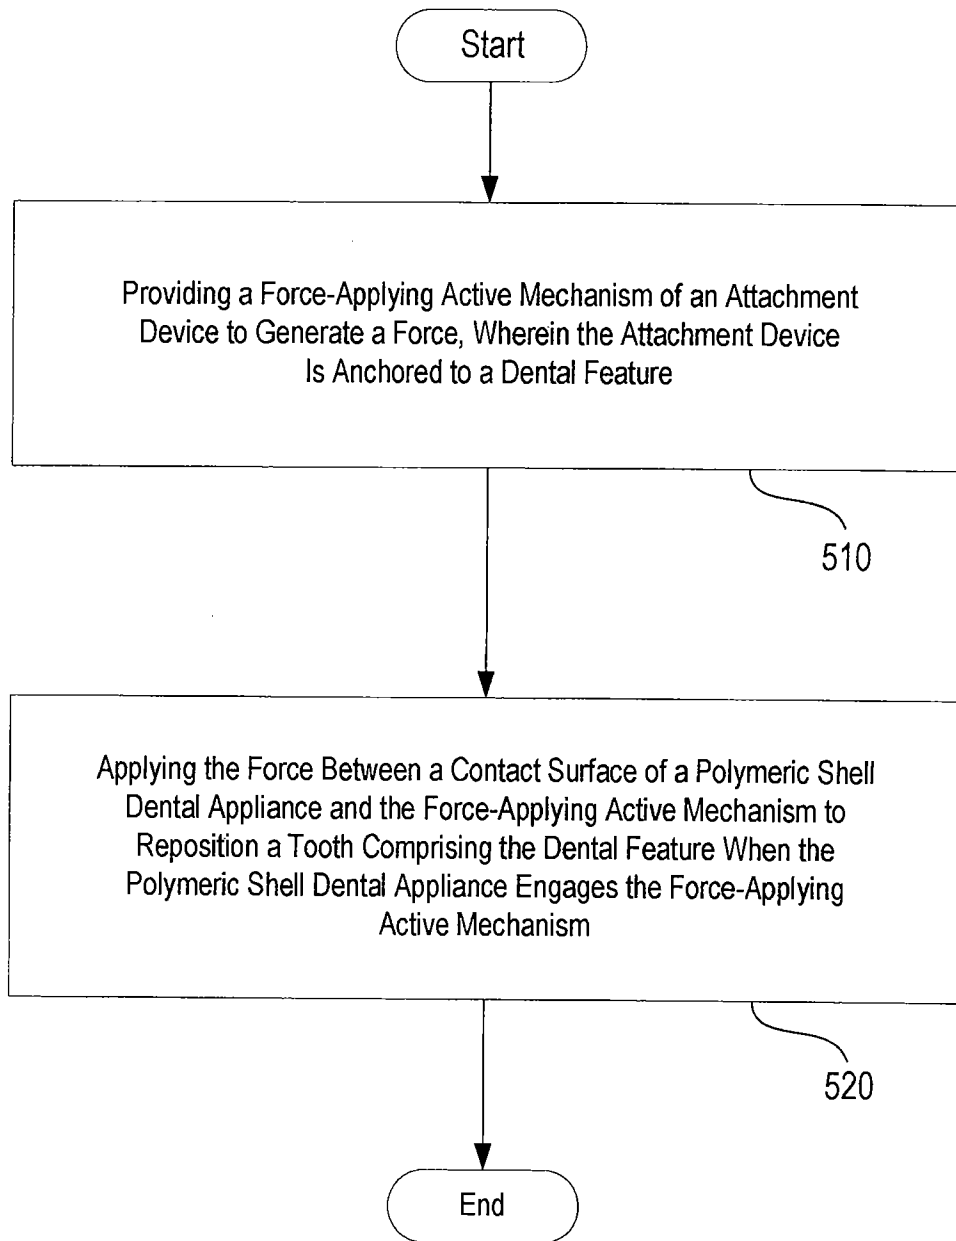 Start
Providing a Force-Applying Active Mechanism of an Attachment
Device to Generate a Force, Wherein the Attachment Device
Is Anchored to a Dental Feature
510
Applying the Force Between a Contact Surface of a Polymeric Shell
Dental Appliance and the Force-Applying Active Mechanism to
Reposition a Tooth Comprising the Dental Feature When the
Polymeric Shell Dental Appliance Engages the Force-Applying
Active Mechanism
520
End